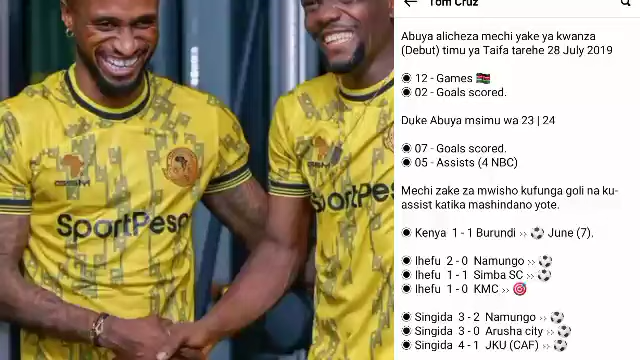 Tom Cruz
Abuya alicheza mechi yake ya kwanza
(Debut) timu ya Taifa tarehe 28 July 2019
◉ 12 - Games 🇰🇪
◉ 02 - Goals scored.
Duke Abuya msimu wa 23 | 24
◉ 07 - Goals scored.
◉ 05 - Assists (4 NBC)
Mechi zake za mwisho kufunga goli na ku-
assist katika mashindano yote.
◉ Kenya 1 - 1 Burundi ›› ⚽ June (7).
◉ Ihefu 2 - 0 Namungo ›› ⚽
◉ Ihefu 1 - 1 Simba SC ›› ⚽
◉ Ihefu 1 - 0 KMC ›› 🎯
◉ Singida 3 - 2 Namungo ›› ⚽
◉ Singida 3 - 0 Arusha city ›› ⚽
◉ Singida 4 - 1 JKU (CAF) ›› ⚽
GSM
GSM
SportPesa
SportPes